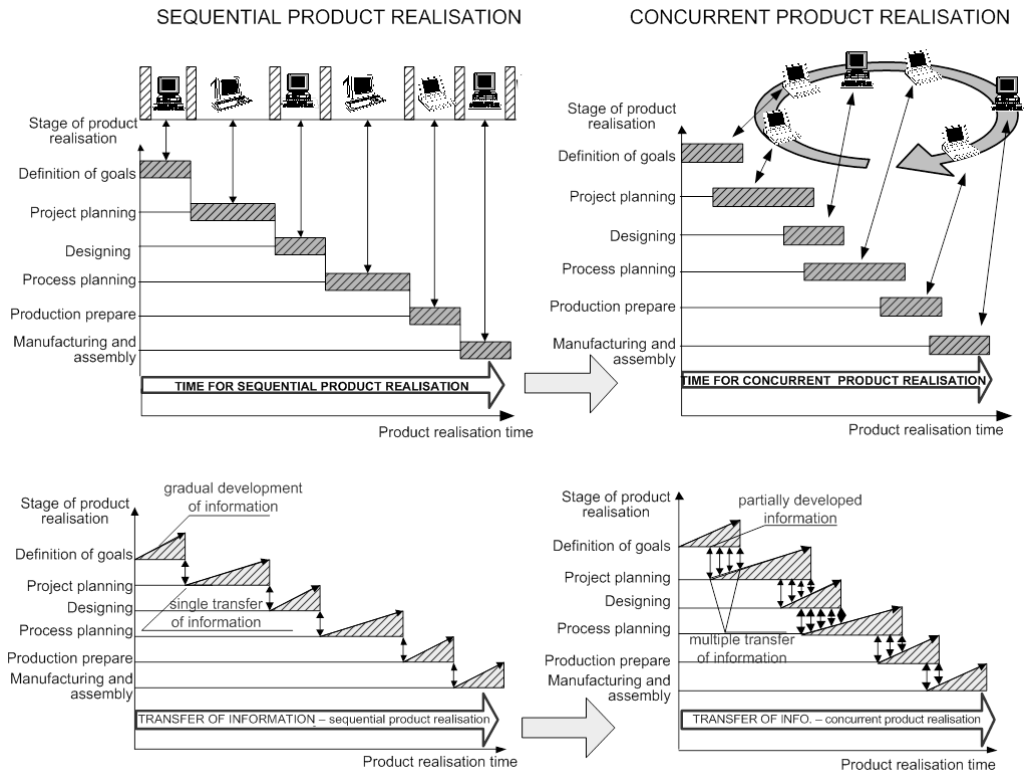 SEQUENTIAL PRODUCT REALISATION
Stage of product
realisation
Definition of goals
Project planning
Designing
Process planning
Production prepare
Manufacturing and
assembly
TIME FOR SEQUENTIAL PRODUCT REALISATION
Product realisation time
CONCURRENT PRODUCT REALISATION
Stage of product
realisation
Definition of goals
Project planning
Designing
Process planning
Production prepare
Manufacturing and
assembly
TIME FOR CONCURRENT PRODUCT REALISATION
Product realisation time
Stage of product
realisation
gradual development
of information
Definition of goals
Project planning
Designing
single transfer
of information
Process planning
Production prepare
Manufacturing and
assembly
TRANSFER OF INFORMATION – sequential product realisation
Product realisation time
Stage of product
realisation
partially developed
information
Definition of goals
Project planning
Designing
Process planning
multiple transfer
of information
Production prepare
Manufacturing and
assembly
TRANSFER OF INFO. – concurrent product realisation
Product realisation time